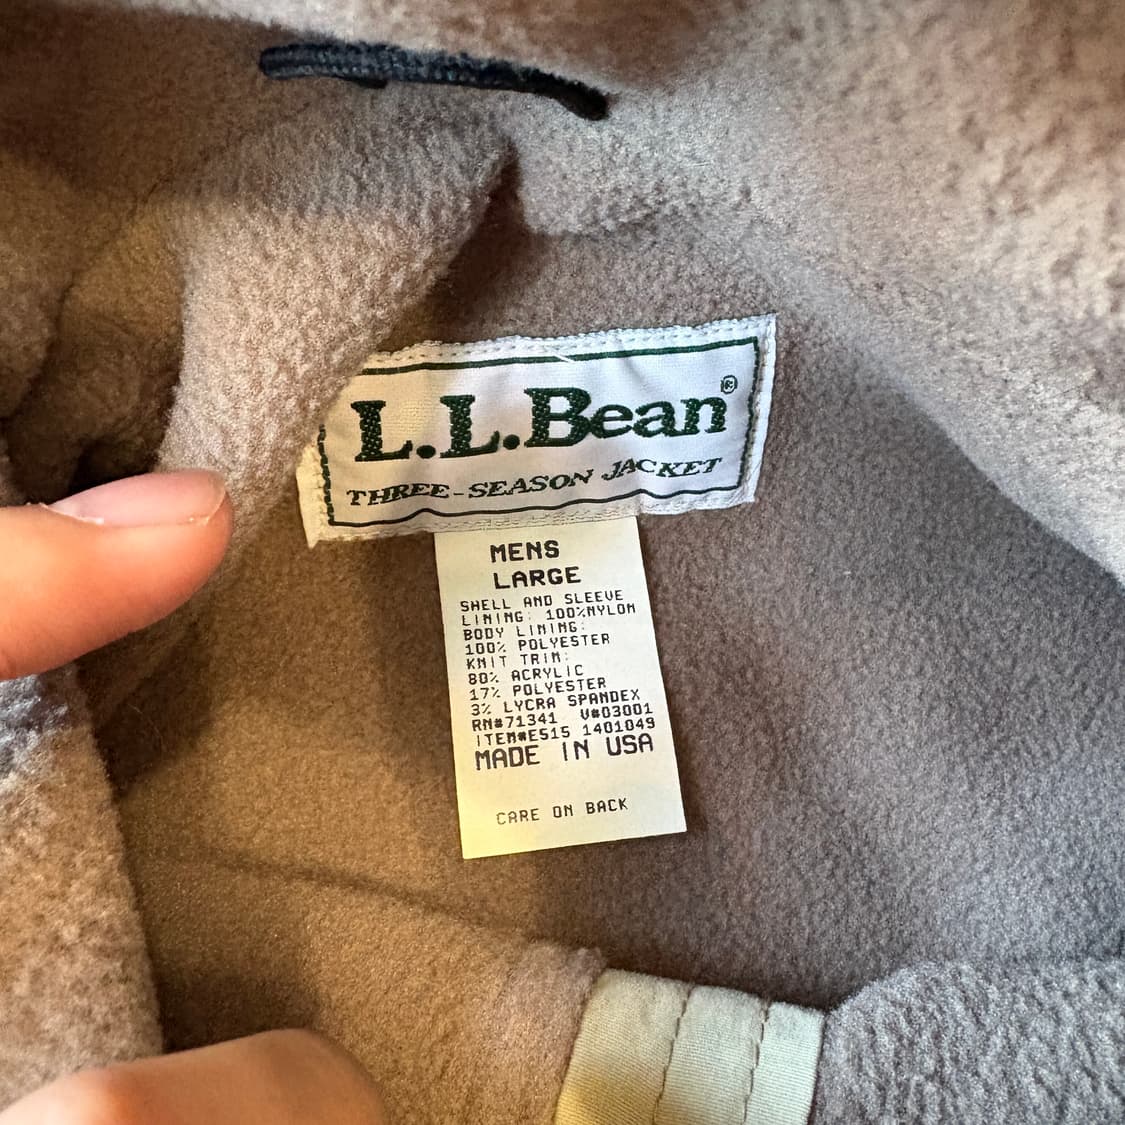 L.L.Bean®
THREE-SEASON JACKET
MENS
LARGE
SHELL AND SLEEVE
LINING: 100%NYLON
BODY LINING:
100% POLYESTER
KNIT TRIM:
80% ACRYLIC
17% POLYESTER
3% LYCRA SPANDEX
RN#71341 V#03001
ITEM#E515 1401049
MADE IN USA
CARE ON BACK